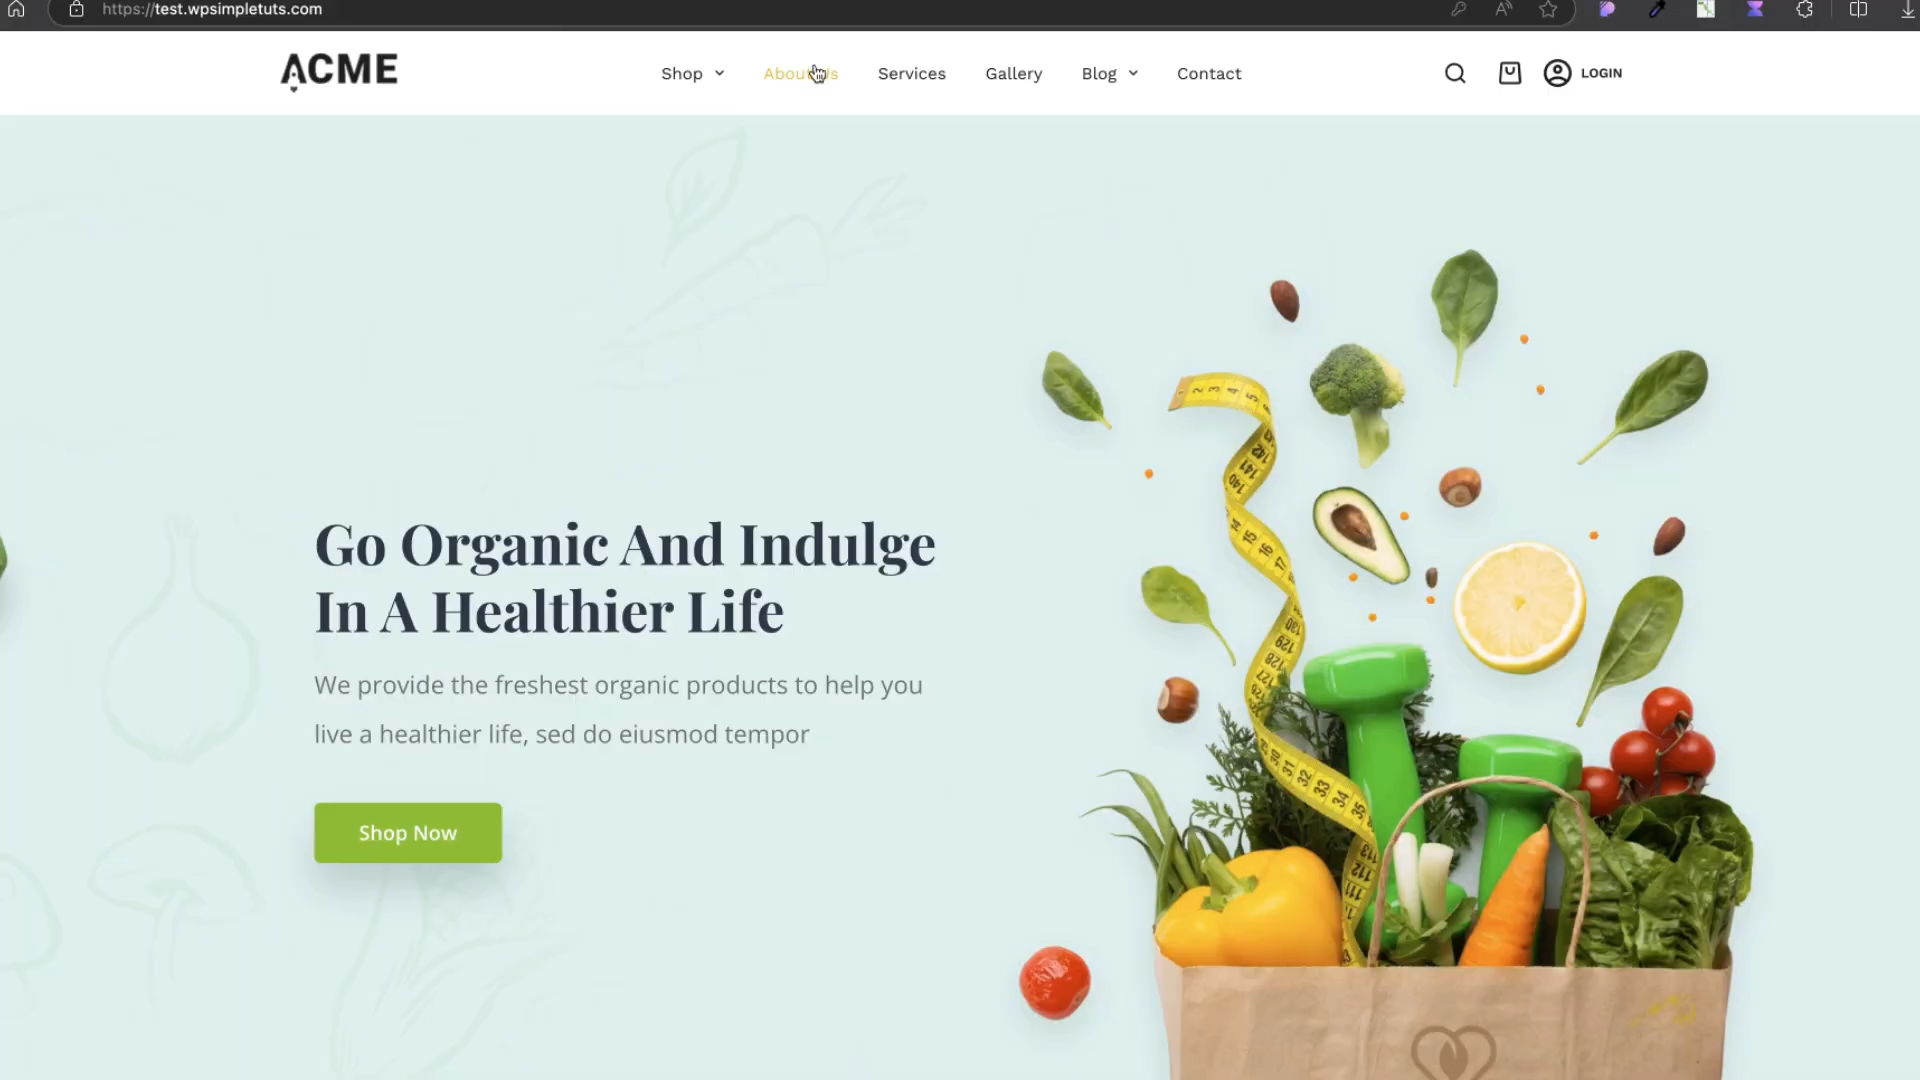 https://test.wpsimpletuts.com
ACME
Shop About Us Services Gallery Blog Contact LOGIN
Go Organic And Indulge
In A Healthier Life
We provide the freshest organic products to help you
live a healthier life, sed do eiusmod tempor
Shop Now